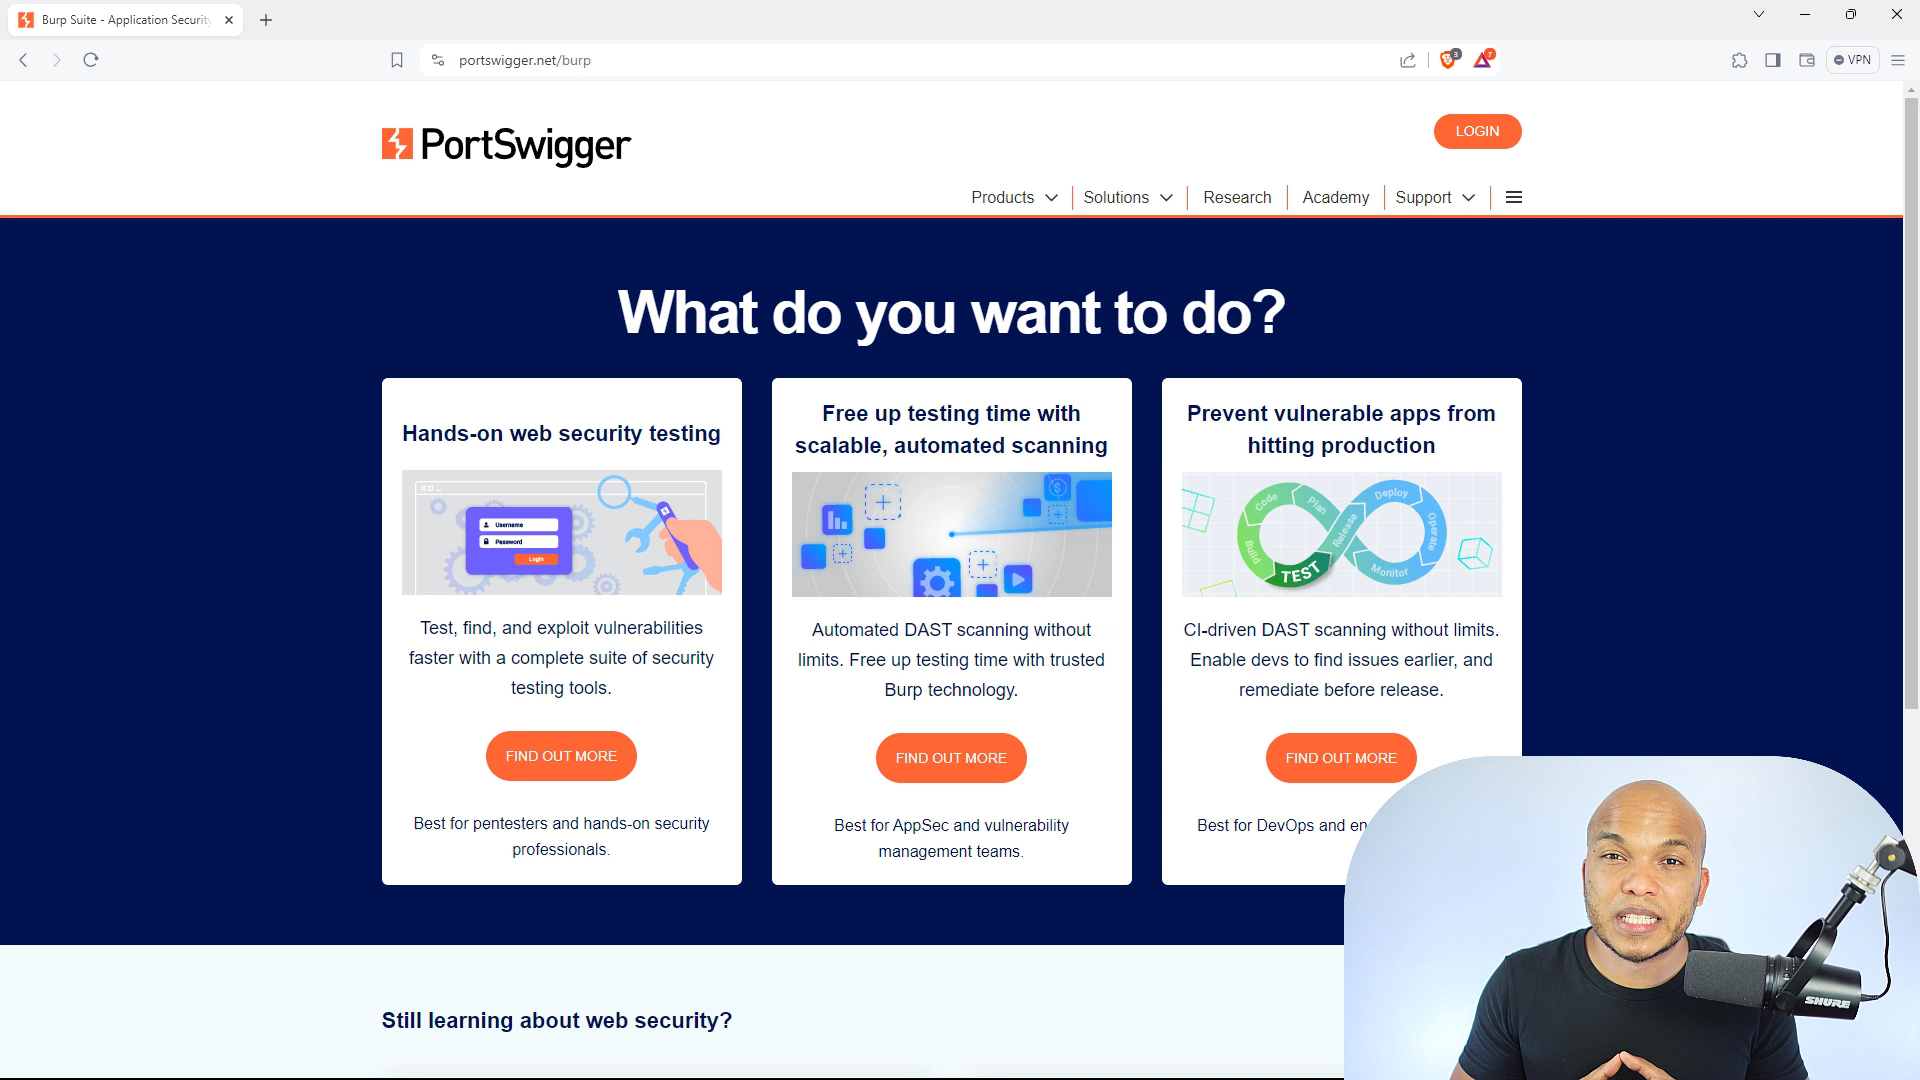 Burp Suite - Application Security
portswigger.net/burp
3
7
VPN
PortSwigger
LOGIN
Products
Solutions
Research
Academy
Support
What do you want to do?
Hands-on web security testing
Username
Password
Login
Test, find, and exploit vulnerabilities
faster with a complete suite of security
testing tools.
FIND OUT MORE
Best for pentesters and hands-on security
professionals.
Free up testing time with
scalable, automated scanning
Automated DAST scanning without
limits. Free up testing time with trusted
Burp technology.
FIND OUT MORE
Best for AppSec and vulnerability
management teams.
Prevent vulnerable apps from
hitting production
Code
Plan
Release
Deploy
Operate
Monitor
TEST
Build
CI-driven DAST scanning without limits.
Enable devs to find issues earlier, and
remediate before release.
FIND OUT MORE
Best for DevOps and en
SHURE
Still learning about web security?